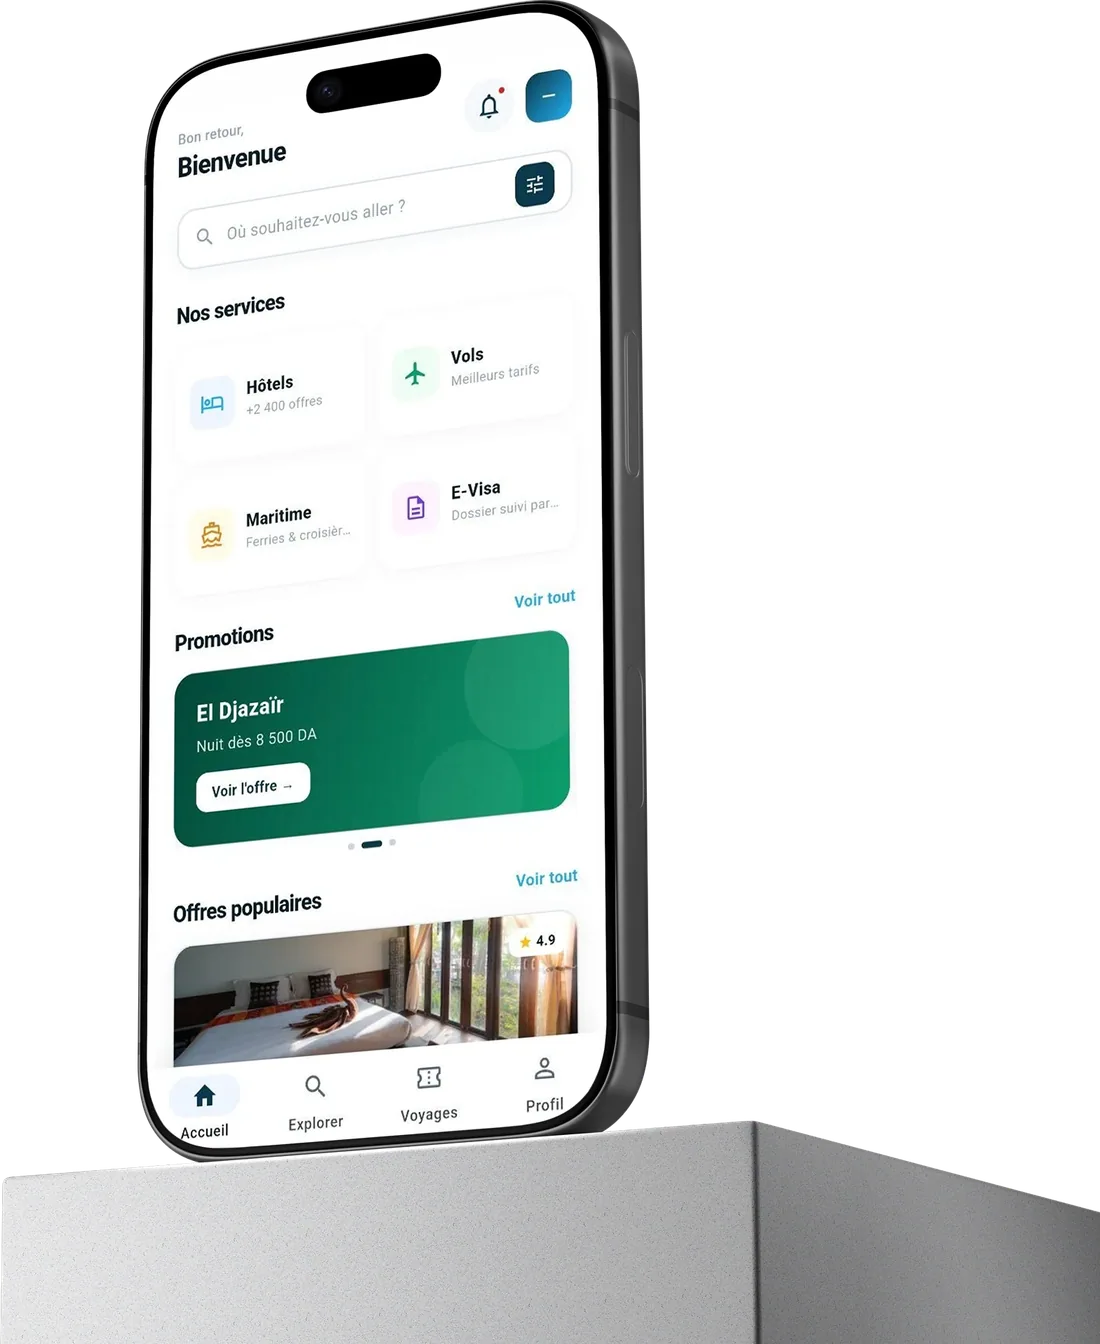 Bon retour,
Bienvenue
Où souhaitez-vous aller ?
Nos services
Hôtels
+2 400 offres
Vols
Meilleurs tarifs
Maritime
Ferries & croisièr...
E-Visa
Dossier suivi par...
Voir tout
Promotions
El Djazaïr
Nuit dès 8 500 DA
Voir l'offre →
Voir tout
Offres populaires
4.9
Accueil
Explorer
Voyages
Profil